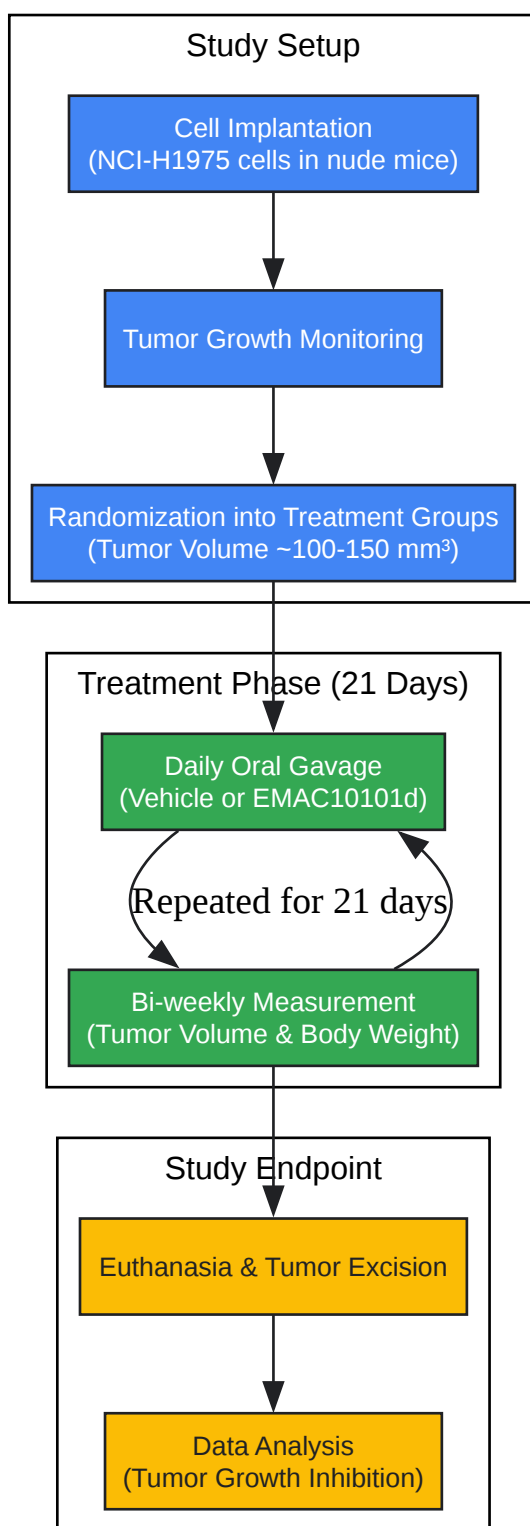 Study Setup
Cell Implantation
(NCI-H1975 cells in nude mice)
Tumor Growth Monitoring
Randomization into Treatment Groups
(Tumor Volume ~100-150 mm³)
Treatment Phase (21 Days)
Daily Oral Gavage
(Vehicle or EMAC10101d)
Repeated for 21 days
Bi-weekly Measurement
(Tumor Volume & Body Weight)
Study Endpoint
Euthanasia & Tumor Excision
Data Analysis
(Tumor Growth Inhibition)